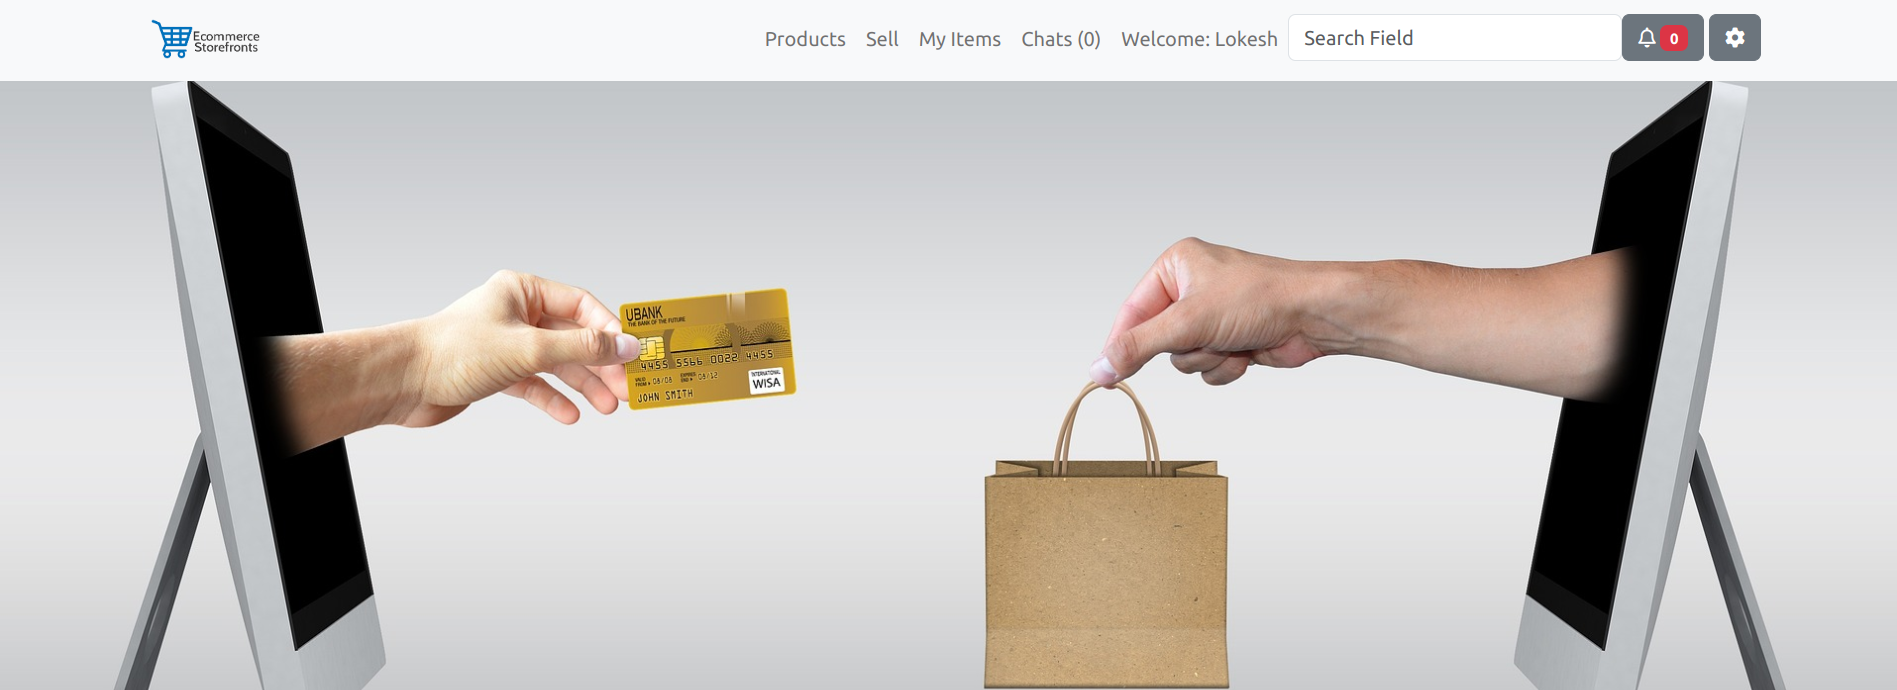 Ecommerce
Storefronts
Products Sell My Items Chats (0) Welcome: Lokesh Search Field 0
UBANK
THE BANK OF THE FUTURE
4455 5566 0022 4455
VALID FROM 08/08 EXPIRES END 08/12
INTERNATIONAL
WISA
JOHN SMITH